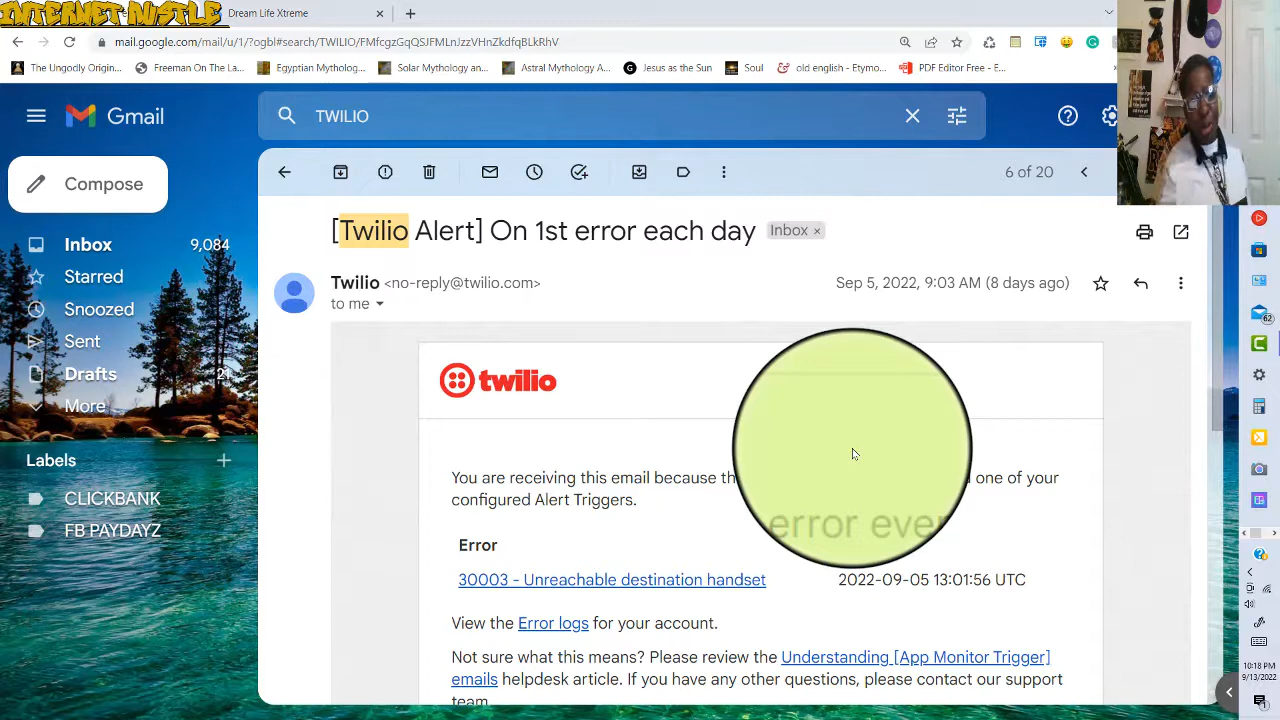 INTERNET HUSTLE
Dream Life Xtreme
mail.google.com/mail/u/1/?ogbl#search/TWILIO/
The Ungodly Origin...
Freeman On The La...
Egyptian Mythology
Solar Mythology an...
Astral Mythology A...
Jesus as the Sun
Soul
old english - Etymo...
PDF Editor Free - E...
Gmail
TWILIO
Compose
6 of 20
[Twilio Alert] On 1st error each day
Inbox ×
Inbox 9,084
Starred
Snoozed
Sent
Drafts 21
More
Labels
CLICKBANK
FB PAYDAYZ
Twilio <no-reply@twilio.com>
Sep 5, 2022, 9:03 AM (8 days ago)
to me
twilio
You are receiving this email because
one of your
configured Alert Triggers.
error
Error
30003 - Unreachable destination handset
2022-09-05 13:01:56 UTC
View the Error logs for your account.
Not sure what this means? Please review the Understanding [App Monitor Trigger]
emails helpdesk article. If you have any other questions, please contact our support
team
62
10:18 PM
9/13/2022